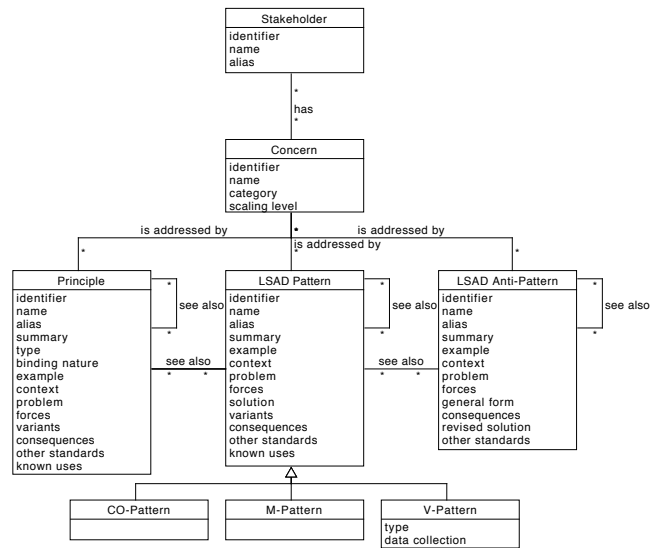 Stakeholder
identifier
name
alias
*
has
*
Concern
identifier
name
category
scaling level
*
is addressed by
is addressed by
is addressed by
*
*
*
Principle
identifier
name
alias
summary
type
binding nature
example
context
problem
forces
variants
consequences
other standards
known uses
*
see also
*
see also
*
*
LSAD Pattern
identifier
name
alias
summary
example
context
problem
forces
solution
variants
consequences
other standards
known uses
*
see also
*
see also
*
*
LSAD Anti-Pattern
identifier
name
alias
summary
example
context
problem
forces
general form
consequences
revised solution
other standards
*
see also
*
CO-Pattern
M-Pattern
V-Pattern
type
data collection